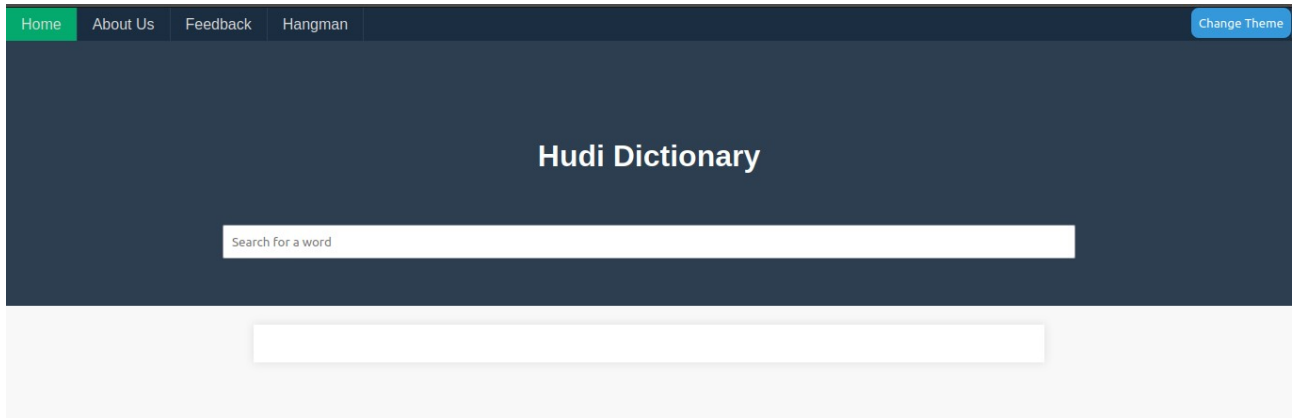 Home About Us Feedback Hangman Change Theme
Hudi Dictionary
Search for a word